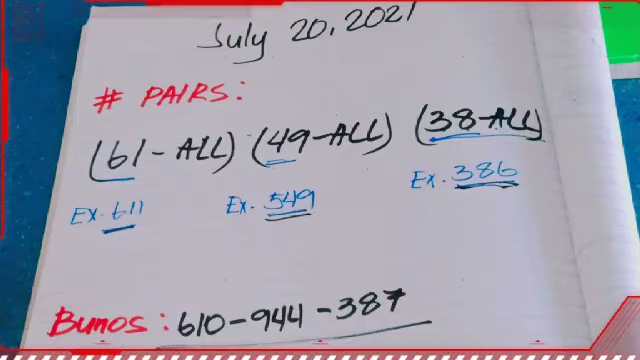 July 20, 2021
# PAIRS:
(61-ALL) (49-ALL) (38-ALL)
Ex. 611 Ex. 549 Ex. 386
Bunos: 610-944-387